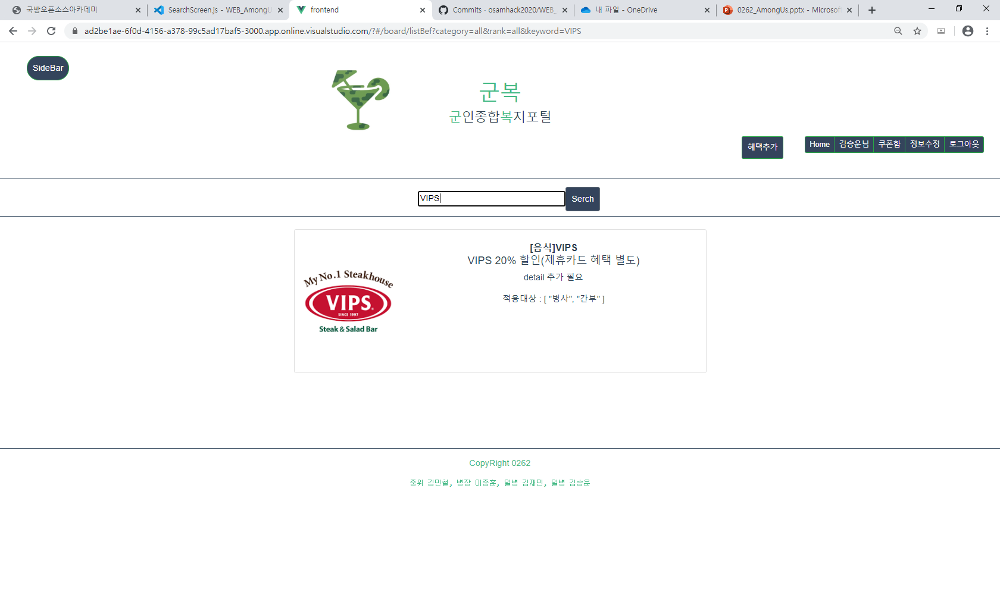 국방오픈소스아카데미
SearchScreen.js - WEB_AmongU
frontend
Commits · osamhack2020/WEB_
내 파일 - OneDrive
0262_AmongUs.pptx - Microsoft
ad2be1ae-6f0d-4156-a378-99c5ad17baf5-3000.app.online.visualstudio.com/?#/board/listBef?category=all&rank=all&keyword=VIPS
SideBar
군복
군인종합복지포털
혜택추가
Home 김승운님 쿠폰함 정보수정 로그아웃
VIPS
Serch
[음식]VIPS
VIPS 20% 할인(제휴카드 혜택 별도)
detail 추가 필요
적용대상 : [ "병사", "간부" ]
My No.1 Steakhouse
VIPS
SINCE 1997
Steak & Salad Bar
CopyRight 0262
중위 김민철, 병장 이중훈, 일병 김재민, 일병 김승운